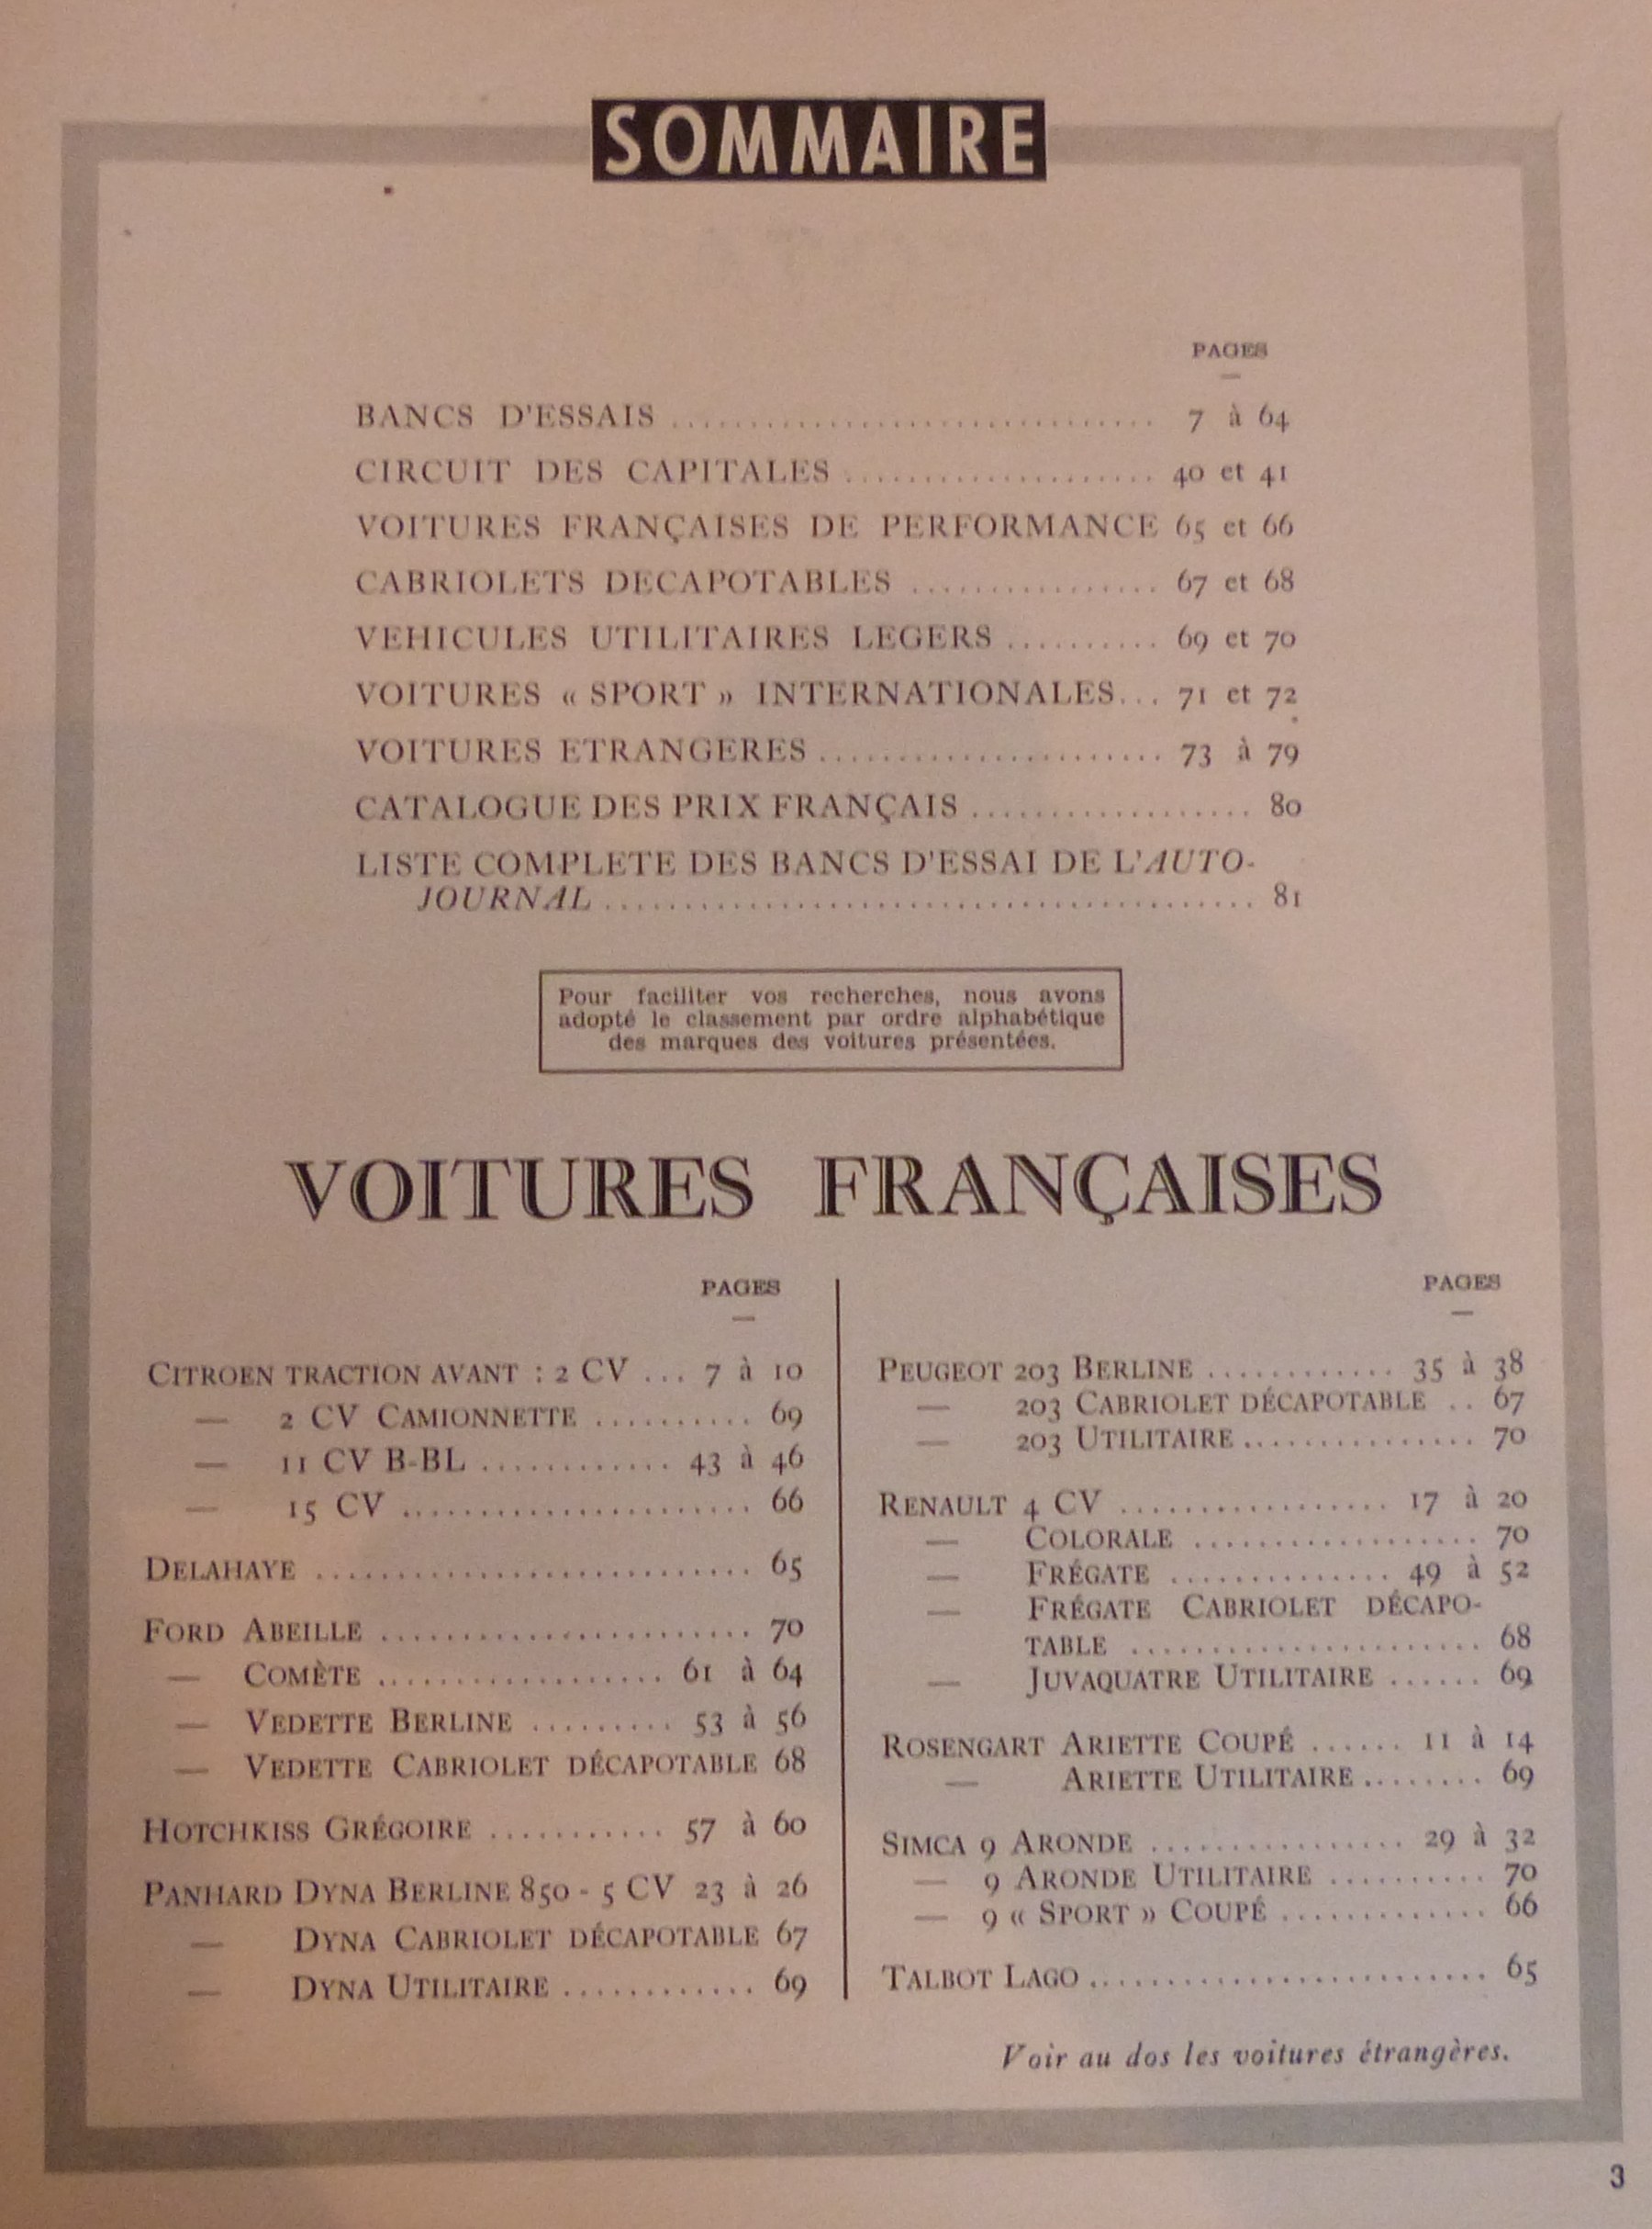 SOMMAIRE
PAGES
BANCS D'ESSAIS ................................ 7 à 64
CIRCUIT DES CAPITALES ..................... 40 et 41
VOITURES FRANÇAISES DE PERFORMANCE 65 et 66
CABRIOLETS DECAPOTABLES ................ 67 et 68
VEHICULES UTILITAIRES LEGERS .......... 69 et 70
VOITURES « SPORT » INTERNATIONALES... 71 et 72
VOITURES ETRANGERES ...................... 73 à 79
CATALOGUE DES PRIX FRANÇAIS .................. 80
LISTE COMPLETE DES BANCS D'ESSAI DE L'AUTO-
JOURNAL .......................................... 81
Pour faciliter vos recherches, nous avons
adopté le classement par ordre alphabétique
des marques des voitures présentées.
VOITURES FRANÇAISES
PAGES
CITROEN TRACTION AVANT : 2 CV ... 7 à 10
— 2 CV CAMIONNETTE .......... 69
— 11 CV B-BL ............ 43 à 46
— 15 CV ...................... 66
DELAHAYE ........................... 65
FORD ABEILLE ....................... 70
— COMÈTE .................. 61 à 64
— VEDETTE BERLINE ......... 53 à 56
— VEDETTE CABRIOLET DÉCAPOTABLE 68
HOTCHKISS GRÉGOIRE ........... 57 à 60
PANHARD DYNA BERLINE 850 - 5 CV 23 à 26
— DYNA CABRIOLET DÉCAPOTABLE 67
— DYNA UTILITAIRE ............ 69
PAGES
PEUGEOT 203 BERLINE ............ 35 à 38
— 203 CABRIOLET DÉCAPOTABLE .. 67
— 203 UTILITAIRE ............... 70
RENAULT 4 CV ................. 17 à 20
— COLORALE .................. 70
— FRÉGATE .............. 49 à 52
— FRÉGATE CABRIOLET DÉCAPO-
TABLE ...................... 68
— JUVAQUATRE UTILITAIRE ...... 69
ROSENGART ARIETTE COUPÉ ...... 11 à 14
— ARIETTE UTILITAIRE ........ 69
SIMCA 9 ARONDE ................ 29 à 32
— 9 ARONDE UTILITAIRE .......... 70
— 9 « SPORT » COUPÉ ............. 66
TALBOT LAGO ......................... 65
Voir au dos les voitures étrangères.
3